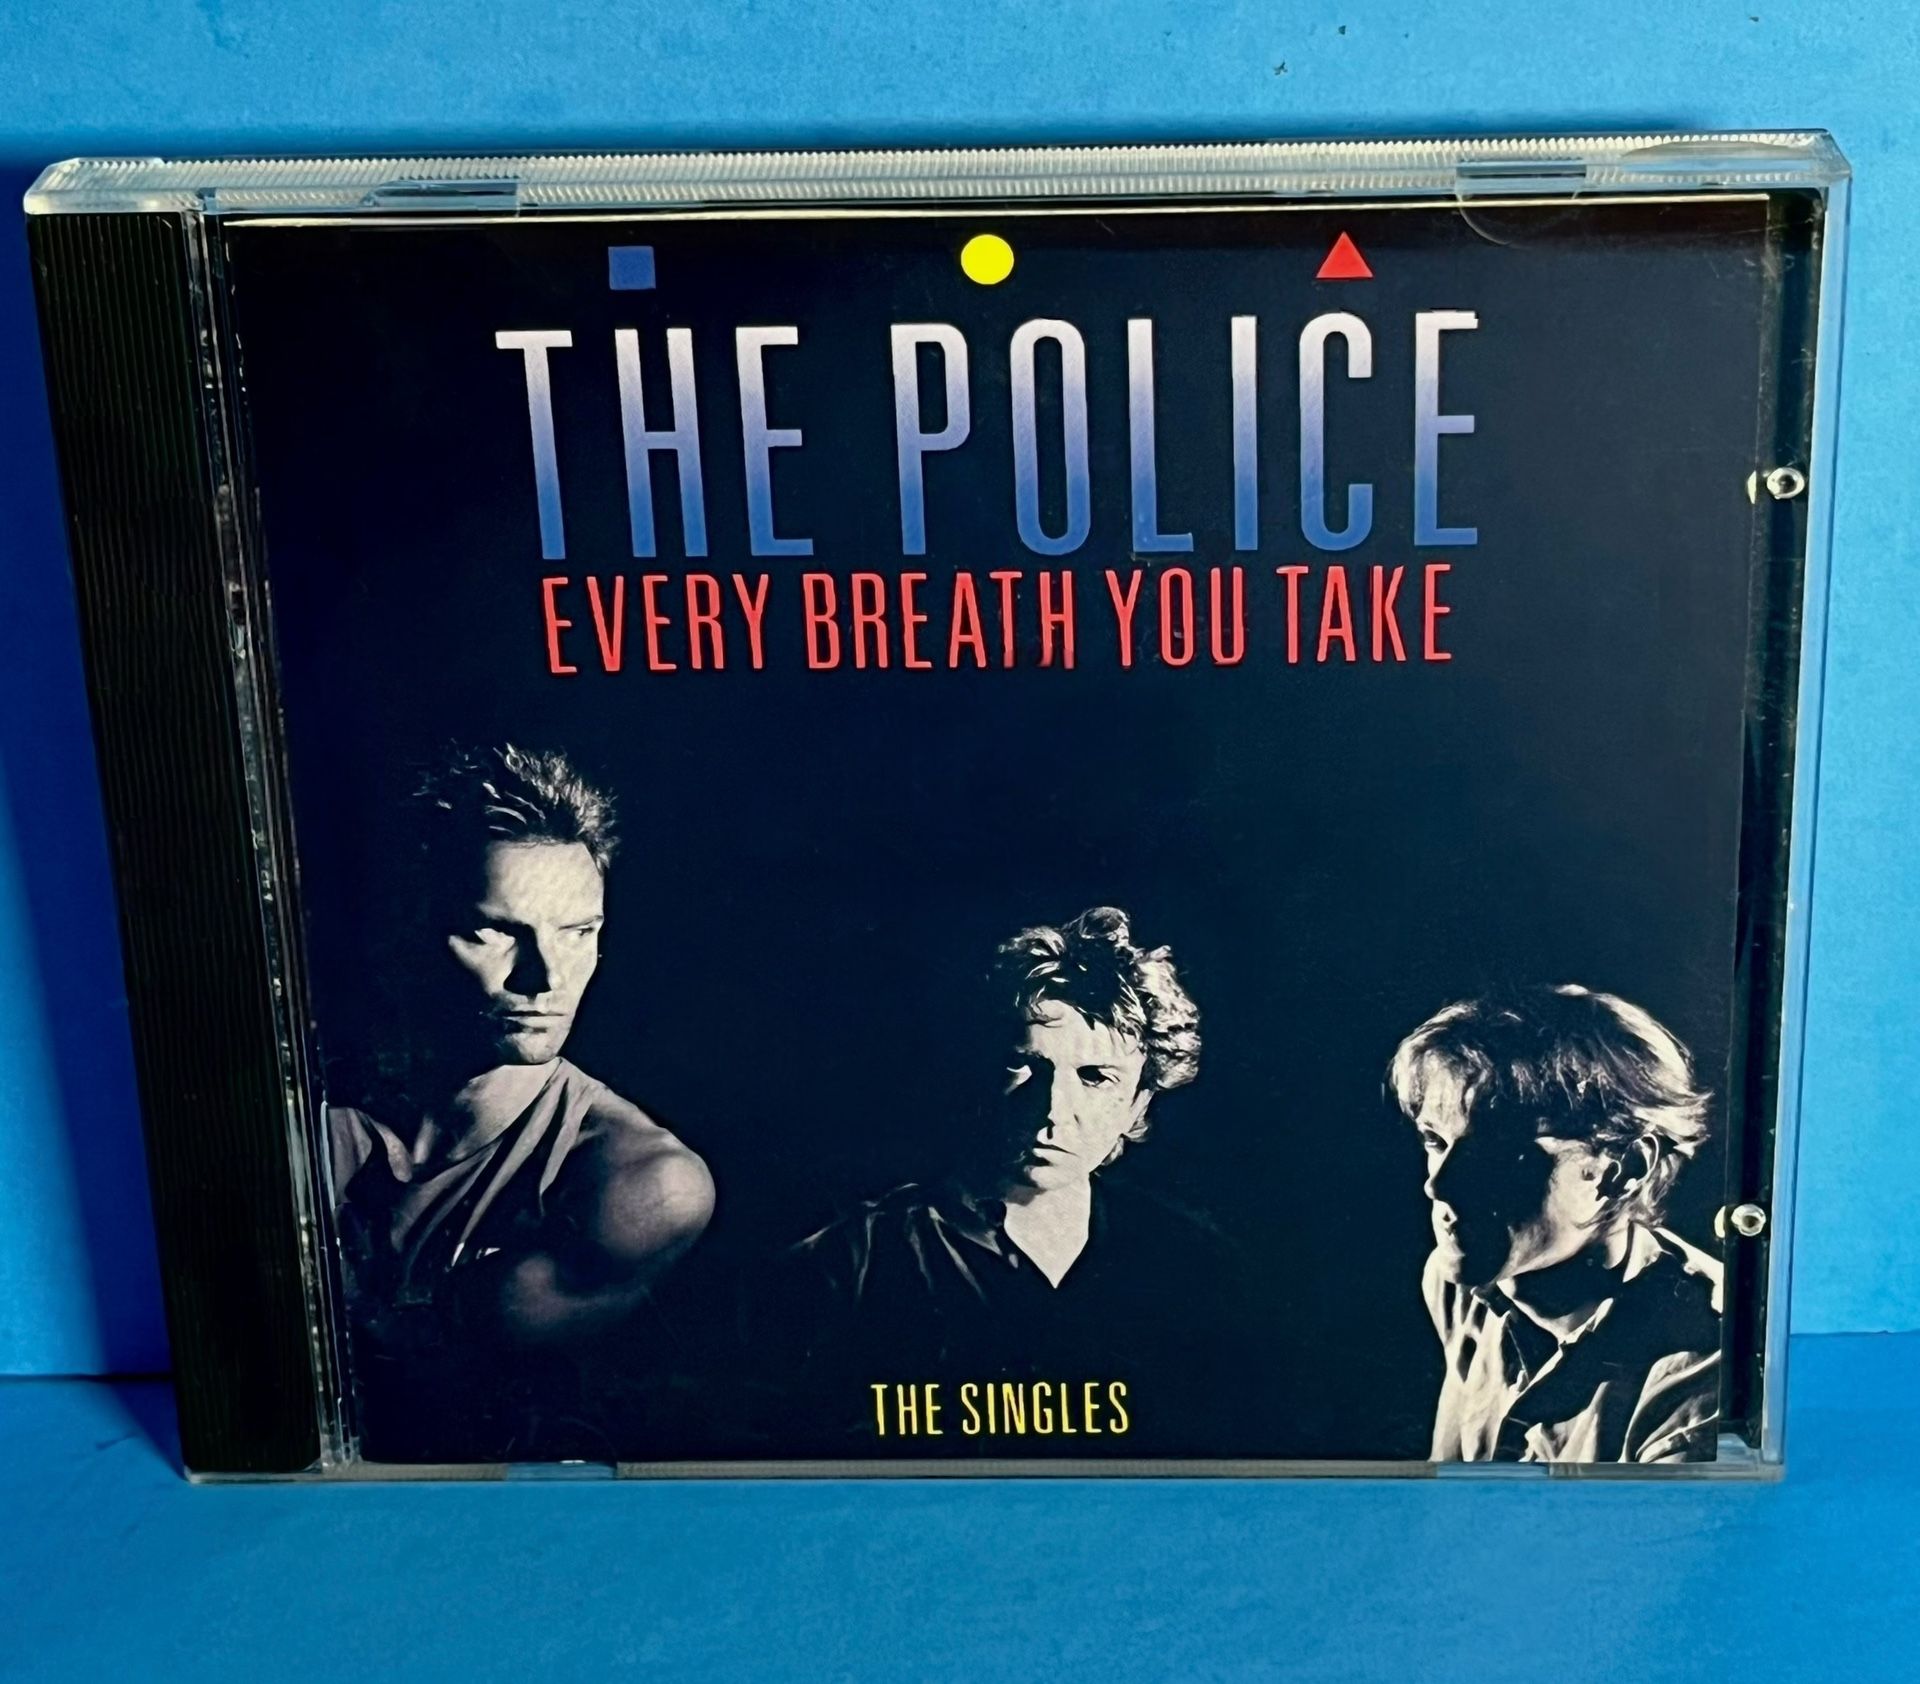 THE POLICE
EVERY BREATH YOU TAKE
THE SINGLES